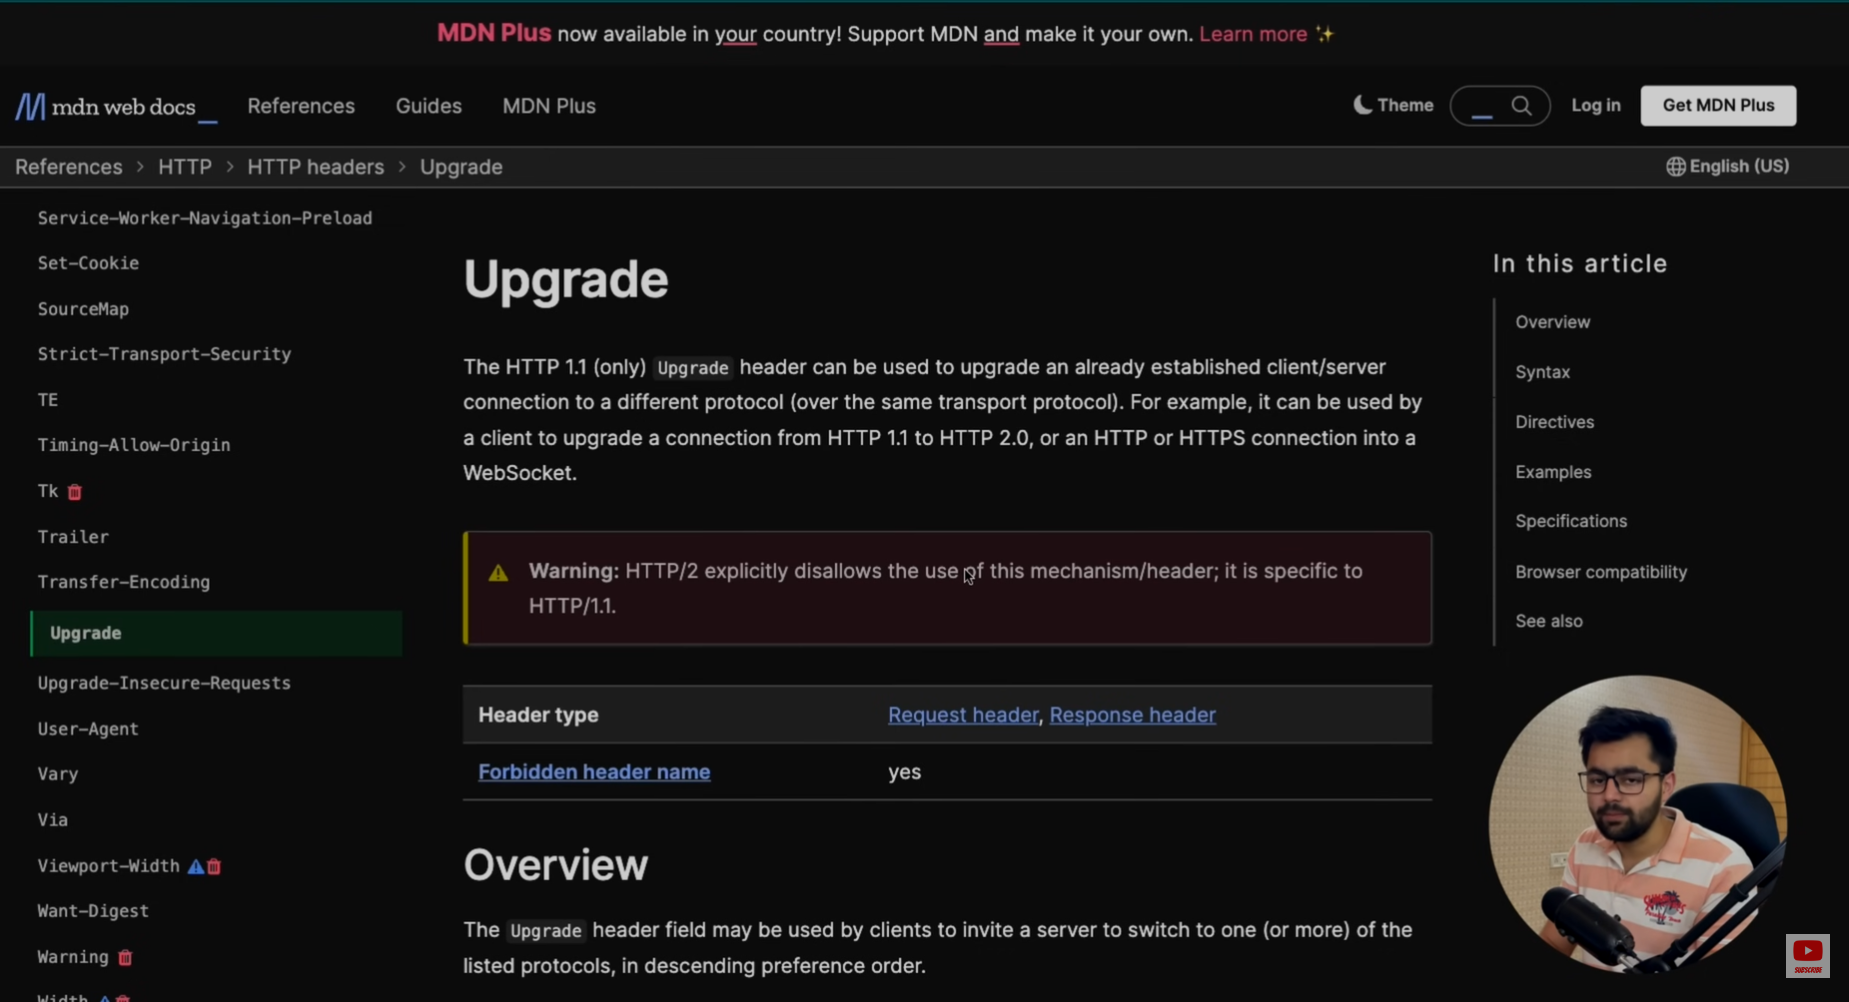 MDN Plus now available in your country! Support MDN and make it your own. Learn more
mdn web docs_
References
Guides
MDN Plus
Theme
Log in
Get MDN Plus
References > HTTP > HTTP headers > Upgrade
English (US)
Service-Worker-Navigation-Preload
Set-Cookie
SourceMap
Strict-Transport-Security
TE
Timing-Allow-Origin
Tk
Trailer
Transfer-Encoding
Upgrade
Upgrade-Insecure-Requests
User-Agent
Vary
Via
Viewport-Width
Want-Digest
Warning
Width
Upgrade
The HTTP 1.1 (only) Upgrade header can be used to upgrade an already established client/server
connection to a different protocol (over the same transport protocol). For example, it can be used by
a client to upgrade a connection from HTTP 1.1 to HTTP 2.0, or an HTTP or HTTPS connection into a
WebSocket.
Warning: HTTP/2 explicitly disallows the use of this mechanism/header; it is specific to
HTTP/1.1.
Header type Request header, Response header
Forbidden header name yes
Overview
The Upgrade header field may be used by clients to invite a server to switch to one (or more) of the
listed protocols, in descending preference order.
In this article
Overview
Syntax
Directives
Examples
Specifications
Browser compatibility
See also
SUBSCRIBE